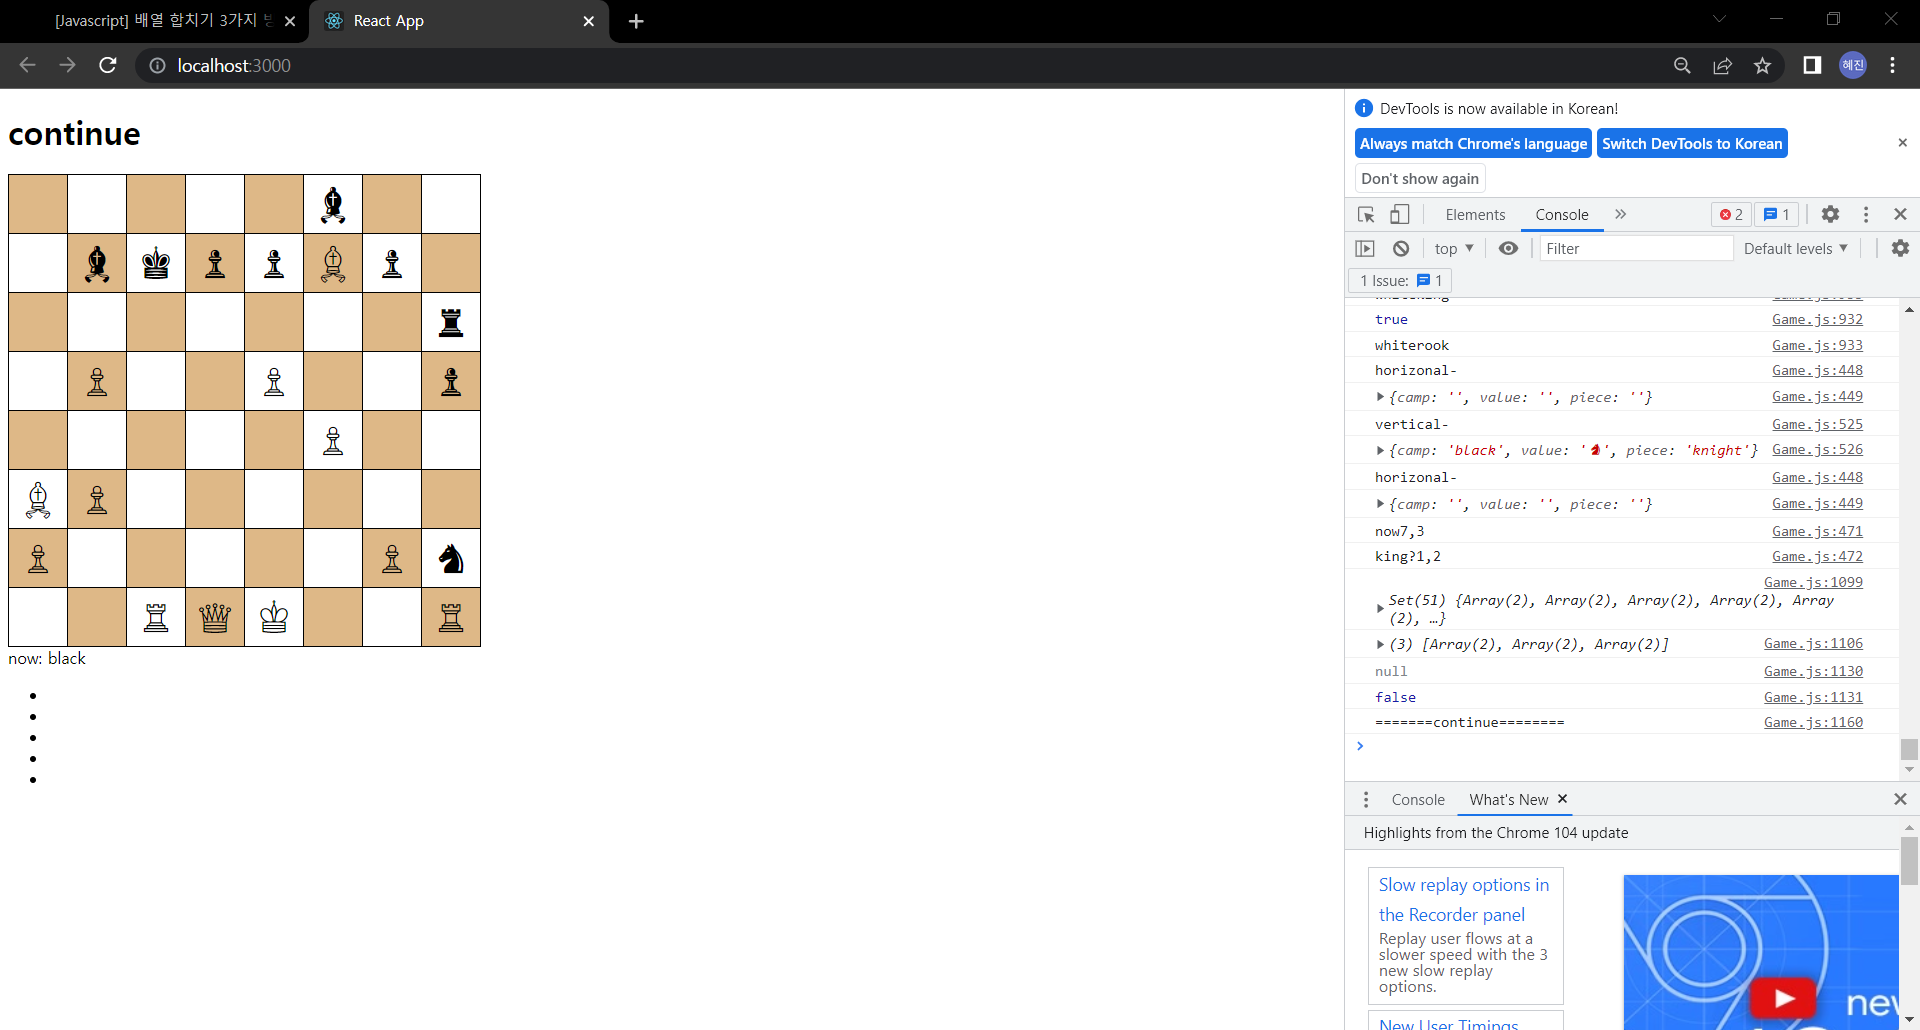 [Javascript] 배열 합치기 3가지
React App
localhost:3000
혜진
continue
now: black
DevTools is now available in Korean!
Always match Chrome's language
Switch DevTools to Korean
Don't show again
Elements
Console
2
1
top
Filter
Default levels
1 Issue:
1
true Game.js:932
whiterook Game.js:933
horizonal- Game.js:448
{camp: '', value: '', piece: ''} Game.js:449
vertical- Game.js:525
{camp: 'black', value: '♞', piece: 'knight'} Game.js:526
horizonal- Game.js:448
{camp: '', value: '', piece: ''} Game.js:449
now7,3 Game.js:471
king?1,2 Game.js:472
Game.js:1099
Set(51) {Array(2), Array(2), Array(2), Array(2), Array
(2), …}
(3) [Array(2), Array(2), Array(2)] Game.js:1106
null Game.js:1130
false Game.js:1131
=======continue======== Game.js:1160
Console
What's New
Highlights from the Chrome 104 update
Slow replay options in
the Recorder panel
Replay user flows at a
slower speed with the 3
new slow replay
options.
New User Timings
new